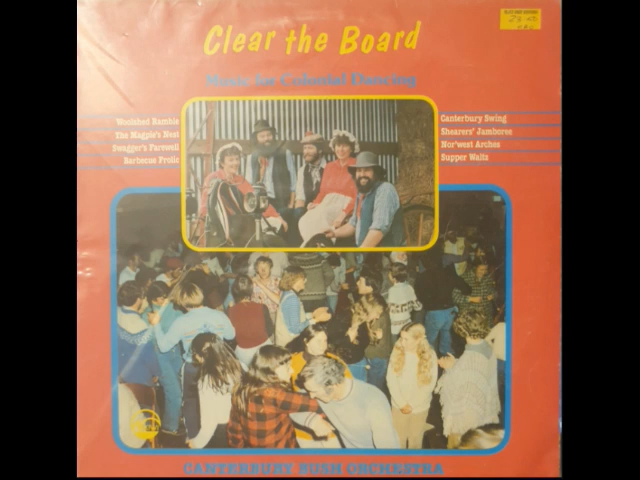 Clear the Board
Music for Colonial Dancing
Woolshed Ramble
The Magpie's Nest
Swagger's Farewell
Barbecue Frolic
Canterbury Swing
Shearers' Jamboree
Nor'west Arches
Supper Waltz
CANTERBURY BUSH ORCHESTRA